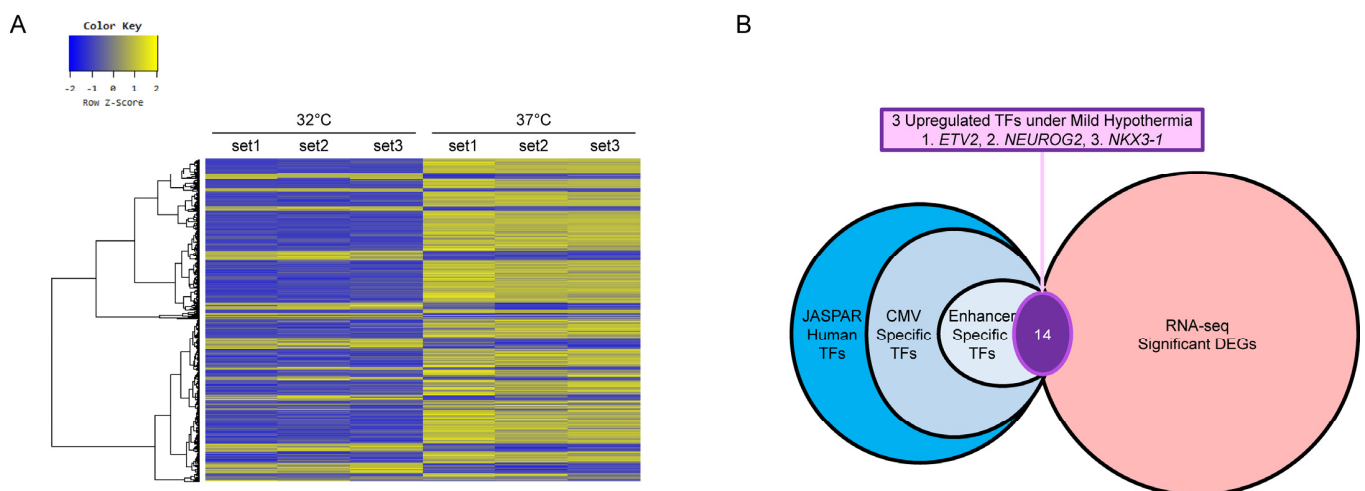 A
Color Key
-2 -1 0 1 2
Row Z-Score
32°C 37°C
set1 set2 set3 set1 set2 set3
B
3 Upregulated TFs under Mild Hypothermia
1. ETV2, 2. NEUROG2, 3. NKX3-1
JASPAR
Human
TFs
CMV
Specific
TFs
Enhancer
Specific
TFs
14
RNA-seq
Significant DEGs